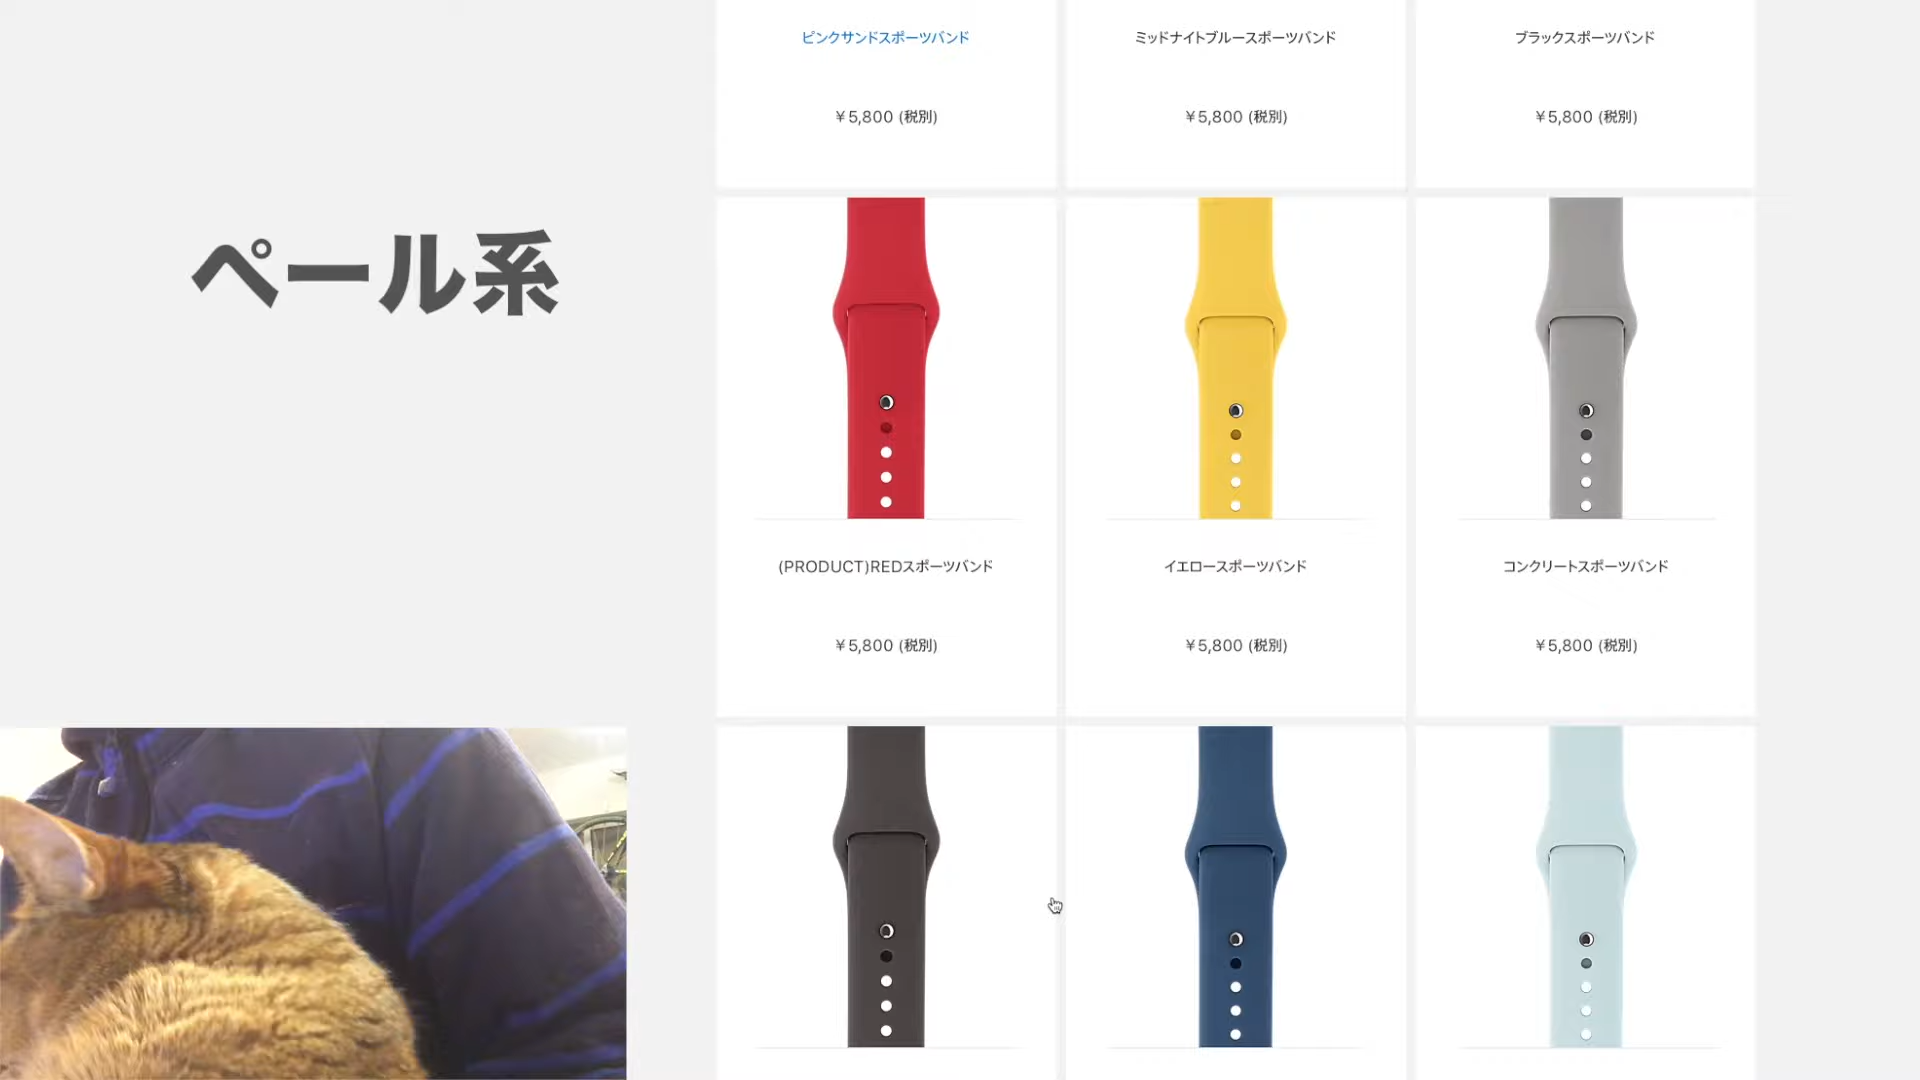 ピンクサンドスポーツバンド
ミッドナイトブルースポーツバンド
ブラックスポーツバンド
¥5,800 (税別)
¥5,800 (税別)
¥5,800 (税別)
ペール系
(PRODUCT)REDスポーツバンド
イエロースポーツバンド
コンクリートスポーツバンド
¥5,800 (税別)
¥5,800 (税別)
¥5,800 (税別)